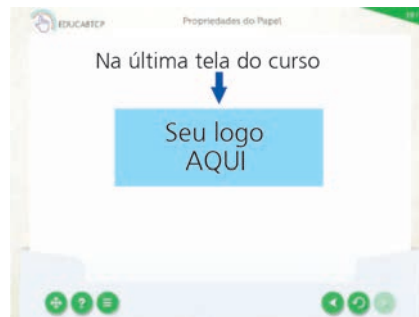 EDUCABTCP
Propriedades do Papel
Na última tela do curso
Seu logo
AQUI
?